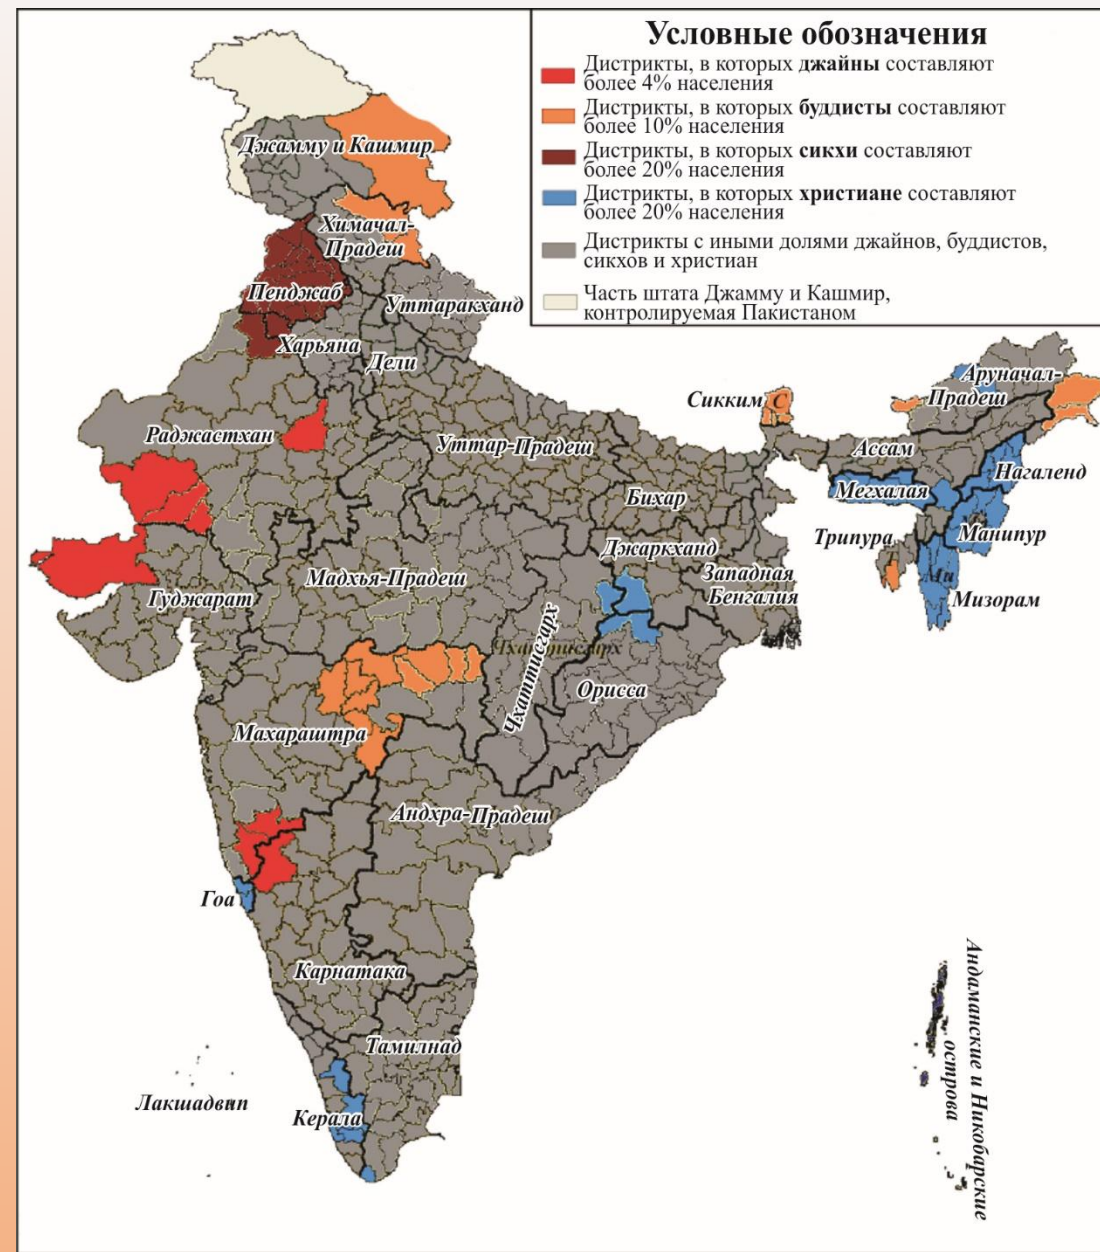 Условные обозначения
Дистрикты, в которых джайны составляют
более 4% населения
Дистрикты, в которых буддисты составляют
более 10% населения
Дистрикты, в которых сикхи составляют
более 20% населения
Дистрикты, в которых христиане составляют
более 20% населения
Дистрикты с иными долями джайнов, буддистов,
сикхов и христиан
Часть штата Джамму и Кашмир,
контролируемая Пакистаном
Джамму и Кашмир
Химачал-
Прадеш
Пенджаб
Уттаракханд
Харьяна
Дели
Сикким
С
Аруначал-
Прадеш
Раджастхан
Уттар-Прадеш
Ассам
Нагаленд
Мегхалая
Бихар
Трипура
Манипур
Джаркханд
Мадхья-Прадеш
Западная
Бенгалия
Ми
Мизорам
Гуджарат
Чхаттисгарх
Чхаттисгарх
Орисса
Махараштра
Андхра-Прадеш
Гоа
Карнатака
Тамилнад
Лакшадвип
Керала
Андаманские и Никобарские
острова